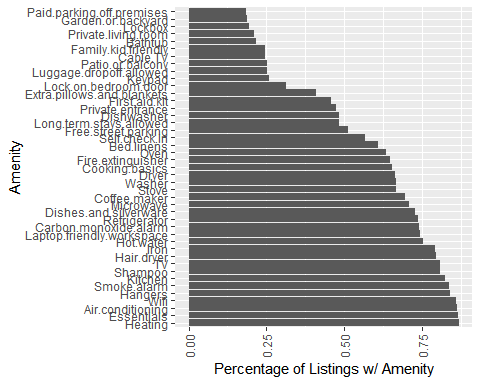 Paid.parking.off.premises
Garden.or.backyard
Lockbox
Private.living.room
Bathtub
Family.kid.friendly
Cable.TV
Patio.or.balcony
Luggage.dropoff.allowed
Keypad
Lock.on.bedroom.door
Extra.pillows.and.blankets
First.aid.kit
Private.entrance
Dishwasher
Long.term.stays.allowed
Free.street.parking
Self.check.in
Bed.linens
Oven
Fire.extinguisher
Cooking.basics
Dryer
Washer
Stove
Coffee.maker
Microwave
Dishes.and.silverware
Refrigerator
Carbon.monoxide.alarm
Laptop.friendly.workspace
Hot.water
Iron
Hair.dryer
TV
Shampoo
Kitchen
Smoke.alarm
Hangers
Wifi
Air.conditioning
Essentials
Heating
Amenity
0.00
0.25
0.50
0.75
Percentage of Listings w/ Amenity